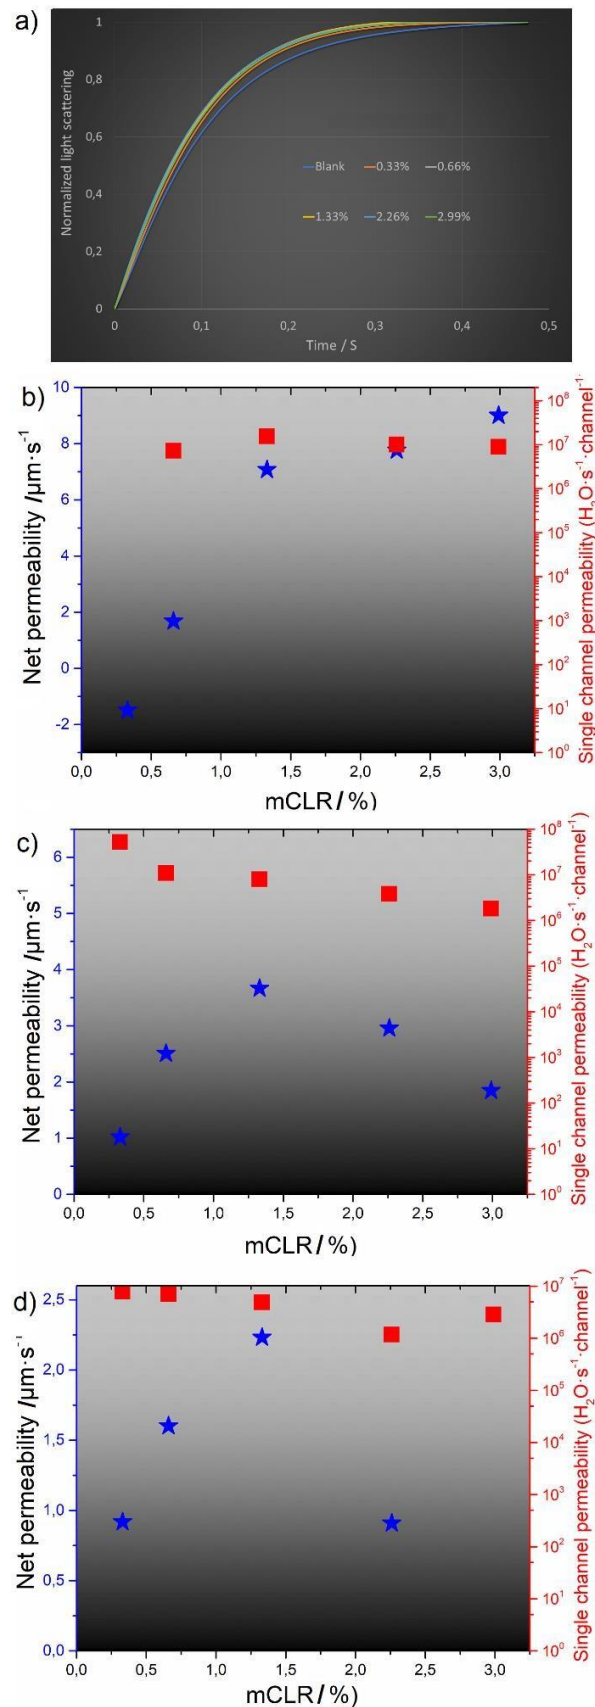 a)
Normalized light scattering
1
0,8
0,6
0,4
0,2
0
Blank 0.33% 0.66%
1.33% 2.26% 2.99%
0 0,1 0,2 0,3 0,4 0,5
Time / S
b)
Net permeability /µm·s⁻¹
10
8
6
4
2
0
-2
10⁸
10⁷
10⁶
10⁵
10⁴
10³
10²
10¹
10⁰
Single channel permeability (H₂O·s⁻¹·channel⁻¹
0,0 0,5 1,0 1,5 2,0 2,5 3,0
mCLR / %)
c)
Net permeability /µm·s⁻¹
6
5
4
3
2
1
0
10⁸
10⁷
10⁶
10⁵
10⁴
10³
10²
10¹
10⁰
Single channel permeability (H₂O·s⁻¹·channel⁻¹)
0,0 0,5 1,0 1,5 2,0 2,5 3,0
mCLR / %)
d)
Net permeability /µm·s⁻¹
2,5
2,0
1,5
1,0
0,5
0,0
10⁷
10⁶
10⁵
10⁴
10³
10²
10¹
10⁰
Single channel permeability (H₂O·s⁻¹·channel⁻¹)
0,0 0,5 1,0 1,5 2,0 2,5 3,0
mCLR / %)